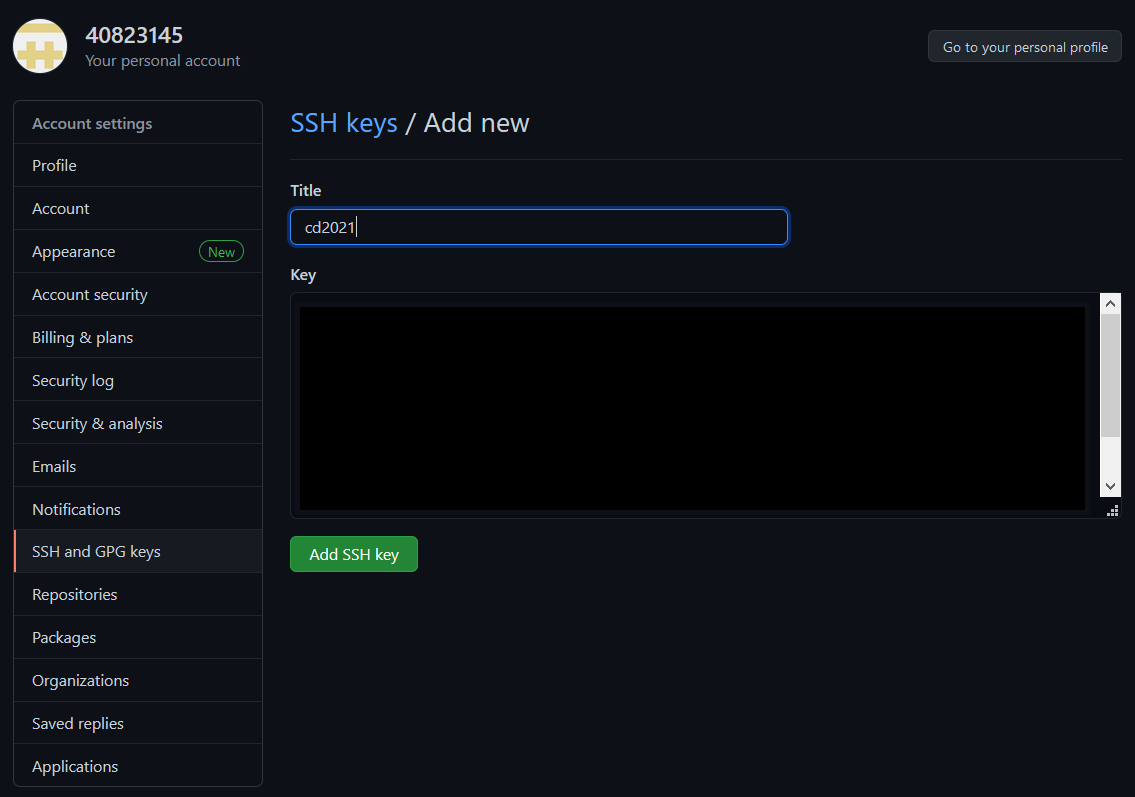 40823145
Your personal account
Go to your personal profile
Account settings
Profile
Account
Appearance New
Account security
Billing & plans
Security log
Security & analysis
Emails
Notifications
SSH and GPG keys
Repositories
Packages
Organizations
Saved replies
Applications
SSH keys / Add new
Title
cd2021
Key
Add SSH key